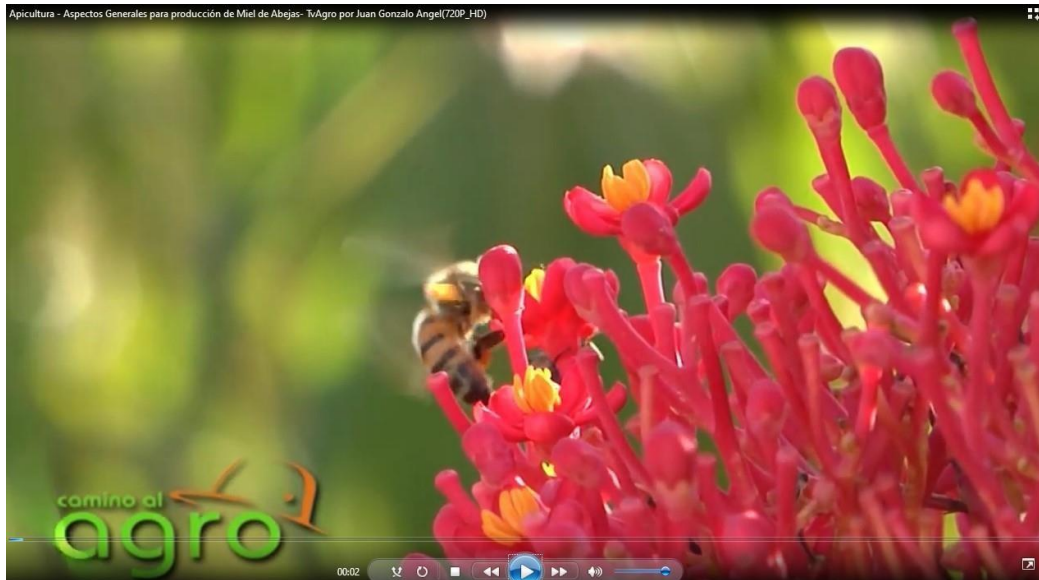 Apicultura - Aspectos Generales para producción de Miel de Abejas- TvAgro por Juan Gonzalo Angel(720P_HD)
camino al
agro
00:02